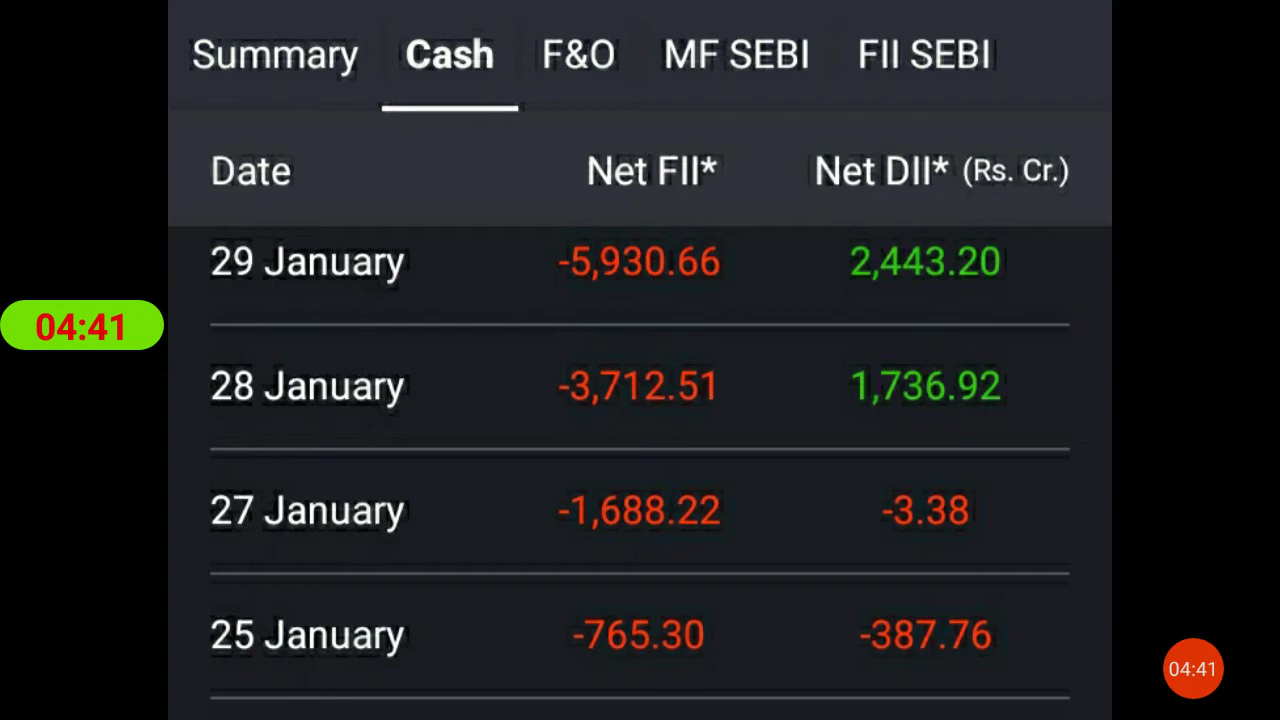 Summary Cash F&O MF SEBI FII SEBI
Date Net FII* Net DII* (Rs. Cr.)
29 January -5,930.66 2,443.20
04:41
28 January -3,712.51 1,736.92
27 January -1,688.22 -3.38
25 January -765.30 -387.76
04:41